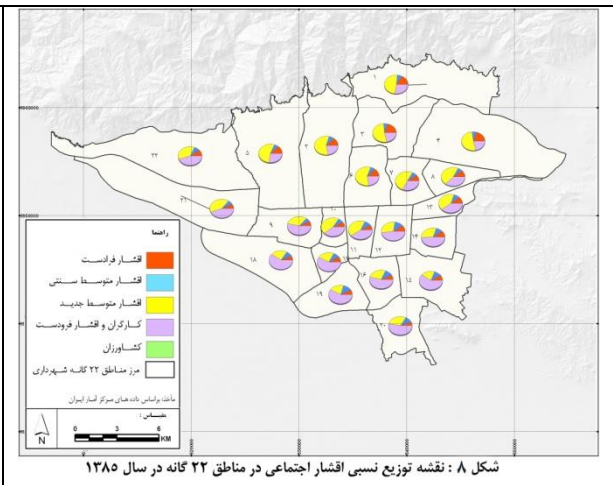 ۱
۲
۳
۴
۵
۶
۷
۸
۹
۱۰
۱۱
۱۲
۱۳
۱۴
۱۵
۱۶
۱۸
۱۹
۲۰
۲۱
۲۲
راهنما
اقشار فرادست
اقشار متوسط سنتی
اقشار متوسط جدید
کارگران و اقشار فرودست
کشاورزان
مرز مناطق ۲۲ گانه شهرداری
مأخذ: براساس داده های مرکز آمار ایران
مقیاس :
0 3 6
KM
N
شکل ۸ : نقشه توزیع نسبی اقشار اجتماعی در مناطق ۲۲ گانه در سال ۱۳۸۵